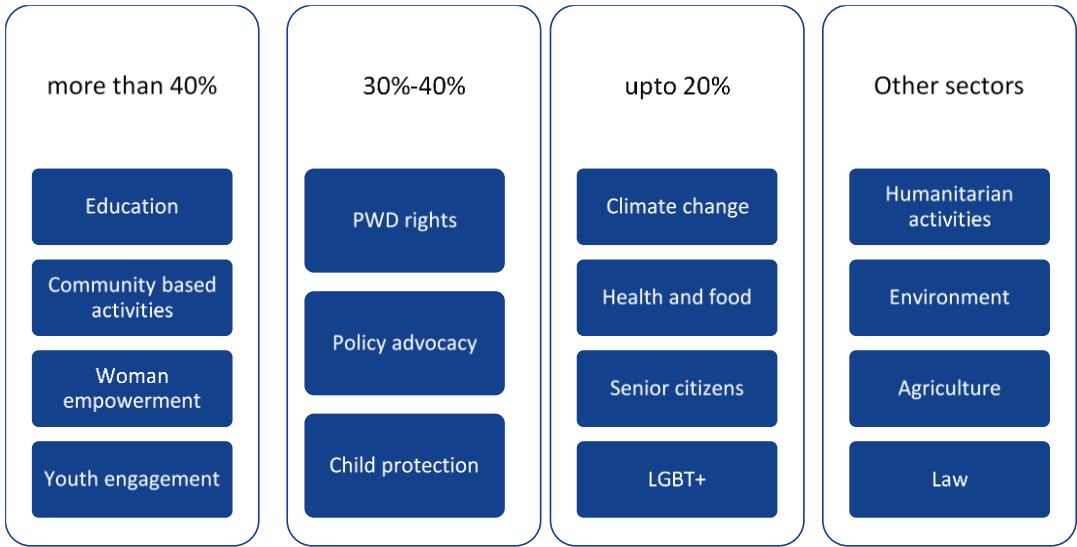 more than 40%
Education
Community based
activities
Woman
empowerment
Youth engagement
30%-40%
PWD rights
Policy advocacy
Child protection
upto 20%
Climate change
Health and food
Senior citizens
LGBT+
Other sectors
Humanitarian
activities
Environment
Agriculture
Law